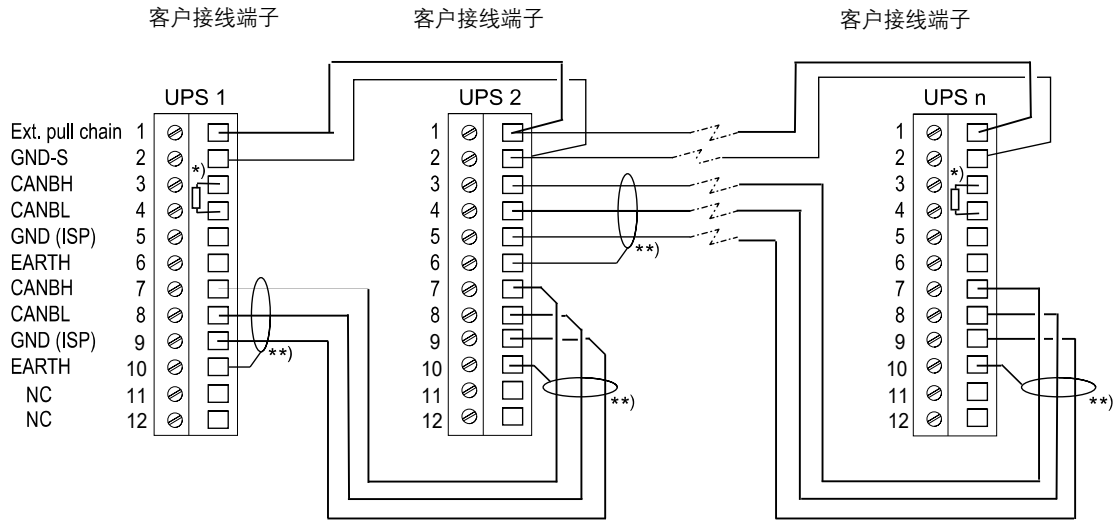 客户接线端子 客户接线端子 客户接线端子
UPS 1 UPS 2 UPS n
Ext. pull chain 1 1 1
GND-S 2 2 2
*) *)
CANBH 3 3 3
CANBL 4 4 4
GND (ISP) 5 5 5
**)
EARTH 6 6 6
CANBH 7 7 7
CANBL 8 8 8
GND (ISP) 9 9 9
**)
EARTH 10 10 10
NC 11 11 11
**) **)
NC 12 12 12